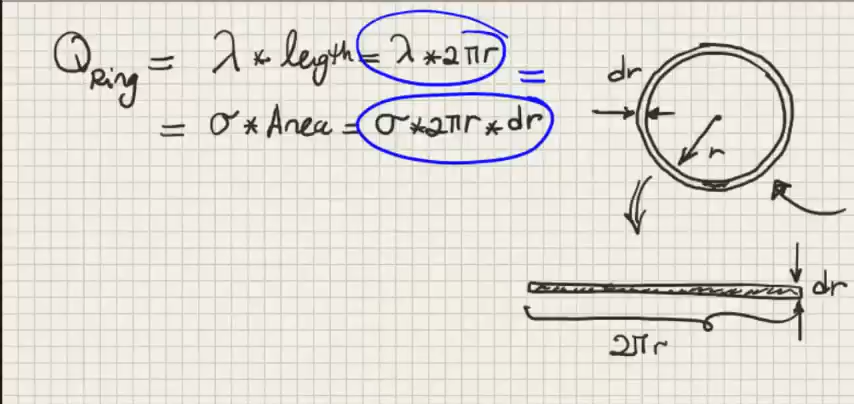 Q_Ring = λ * length = λ * 2πr =
= σ * Area = σ * 2πr * dr
dr
r
dr
2πr